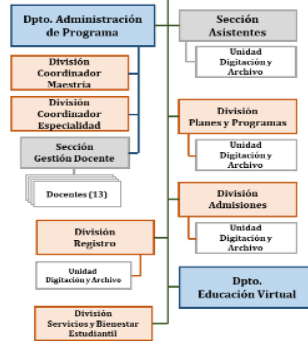 Dpto. Administración
de Programa
División
Coordinador
Maestría
División
Coordinador
Especialidad
Sección
Gestión Docente
Docentes (13)
División
Registro
Unidad
Digitación y Archivo
División
Servicios y Bienestar
Estudiantil
Sección
Asistentes
Unidad
Digitación y
Archivo
División
Planes y Programas
Unidad
Digitación y
Archivo
División
Admisiones
Unidad
Digitación y
Archivo
Dpto.
Educación Virtual